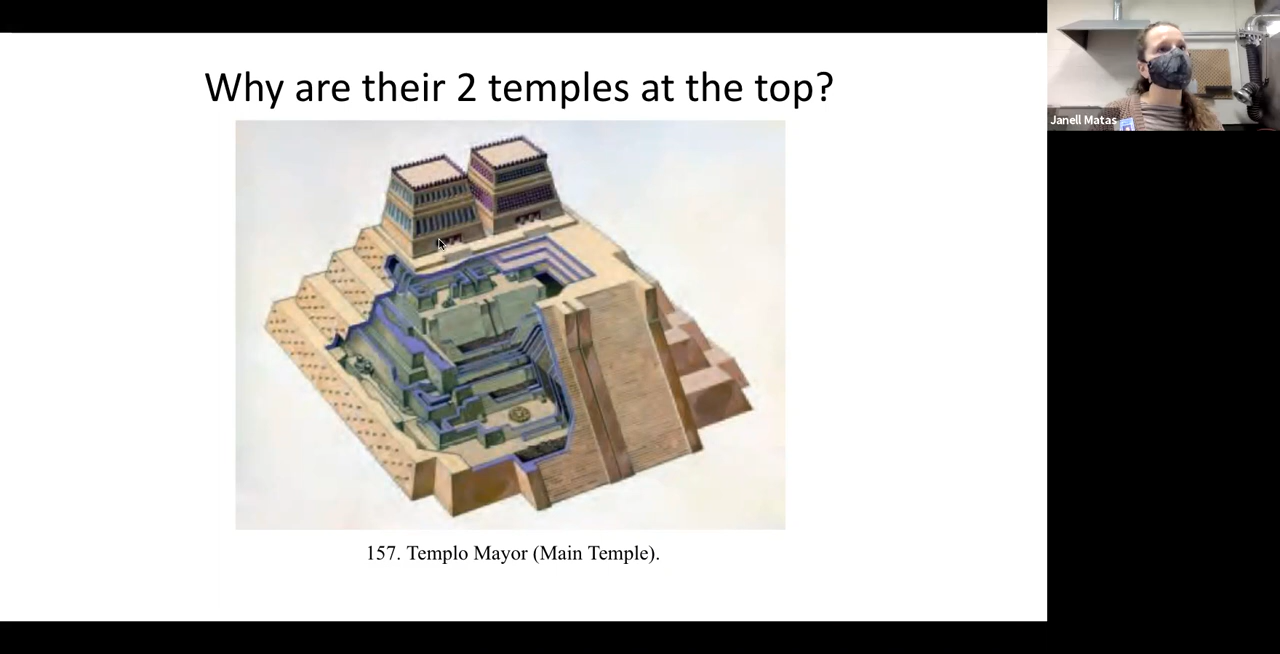 Why are their 2 temples at the top?
157. Templo Mayor (Main Temple).
Janell Matas